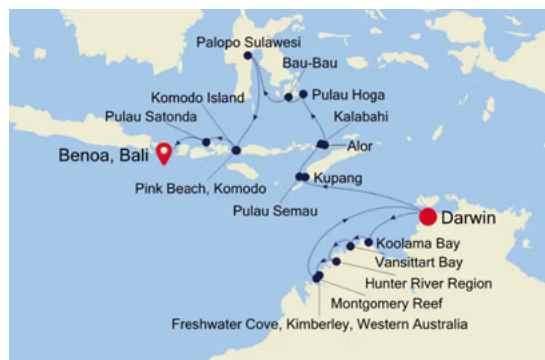 Palopo Sulawesi
Bau-Bau
Komodo Island
Pulau Hoga
Pulau Satonda
Kalabahi
Benoa, Bali
Alor
Pink Beach, Komodo
Kupang
Pulau Semau
Darwin
Koolama Bay
Vansittart Bay
Hunter River Region
Montgomery Reef
Freshwater Cove, Kimberley, Western Australia